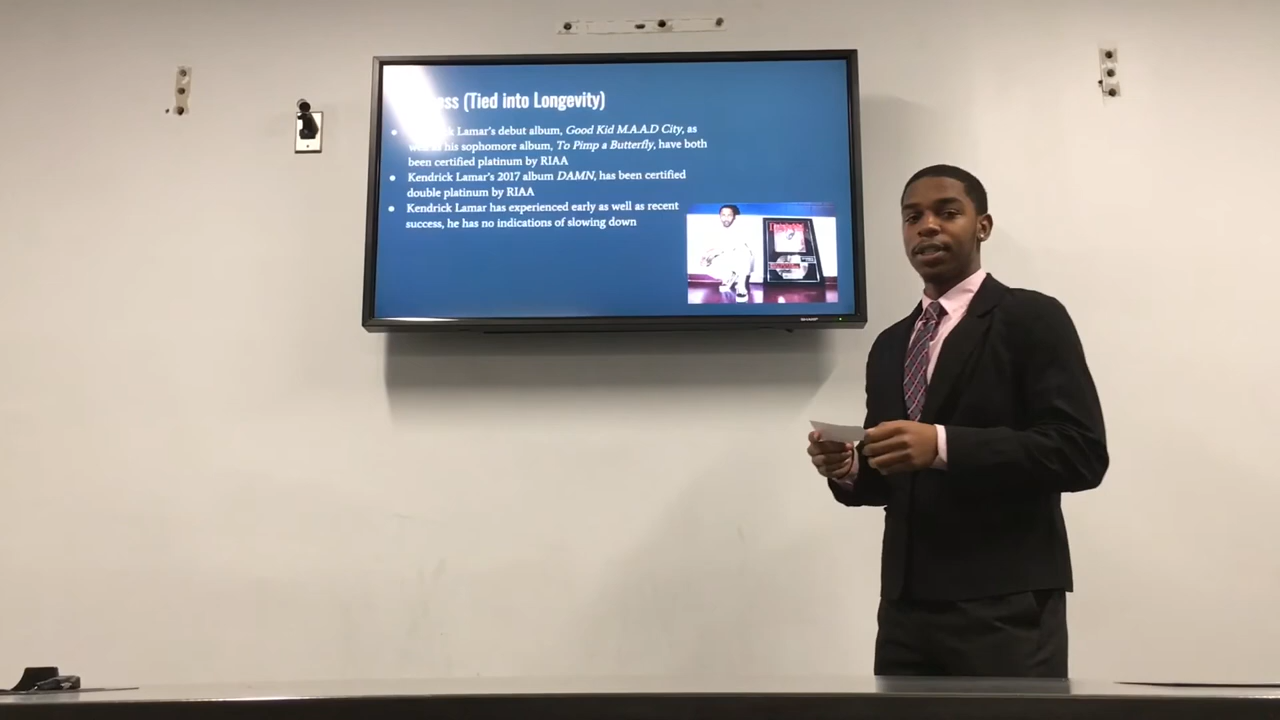 (Tied into Longevity)
Lamar's debut album, Good Kid M.A.A.D City, as
his sophomore album, To Pimp a Butterfly, have both
been certified platinum by RIAA
Kendrick Lamar's 2017 album DAMN, has been certified
double platinum by RIAA
Kendrick Lamar has experienced early as well as recent
success, he has no indications of slowing down
SHARP